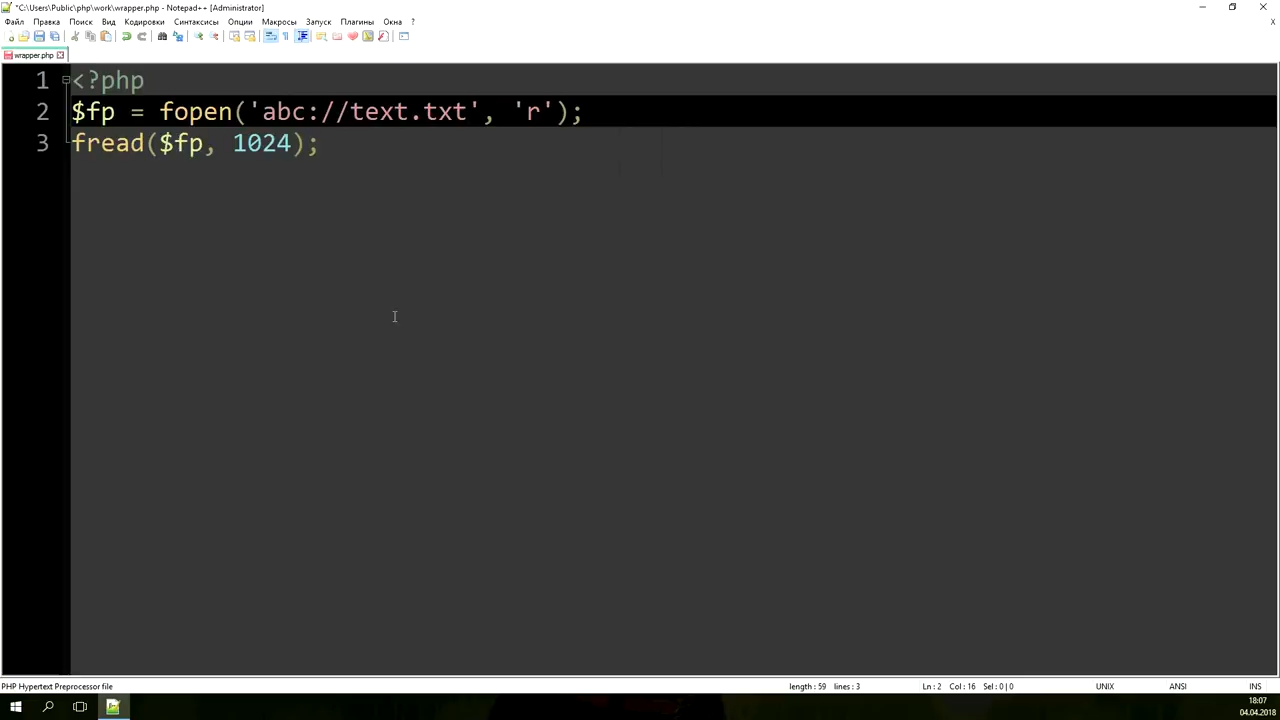 *C:\Users\Public\php\work\wrapper.php - Notepad++ [Administrator]
Файл Правка Поиск Вид Кодировки Синтаксисы Опции Макросы Запуск Плагины Окна ?
X
wrapper.php
1 <?php
2 $fp = fopen('abc://text.txt', 'r');
3 fread($fp, 1024);
PHP Hypertext Preprocessor file length : 59 lines : 3 Ln : 2 Col : 16 Sel : 0 | 0 UNIX ANSI INS
18:07
04.04.2018